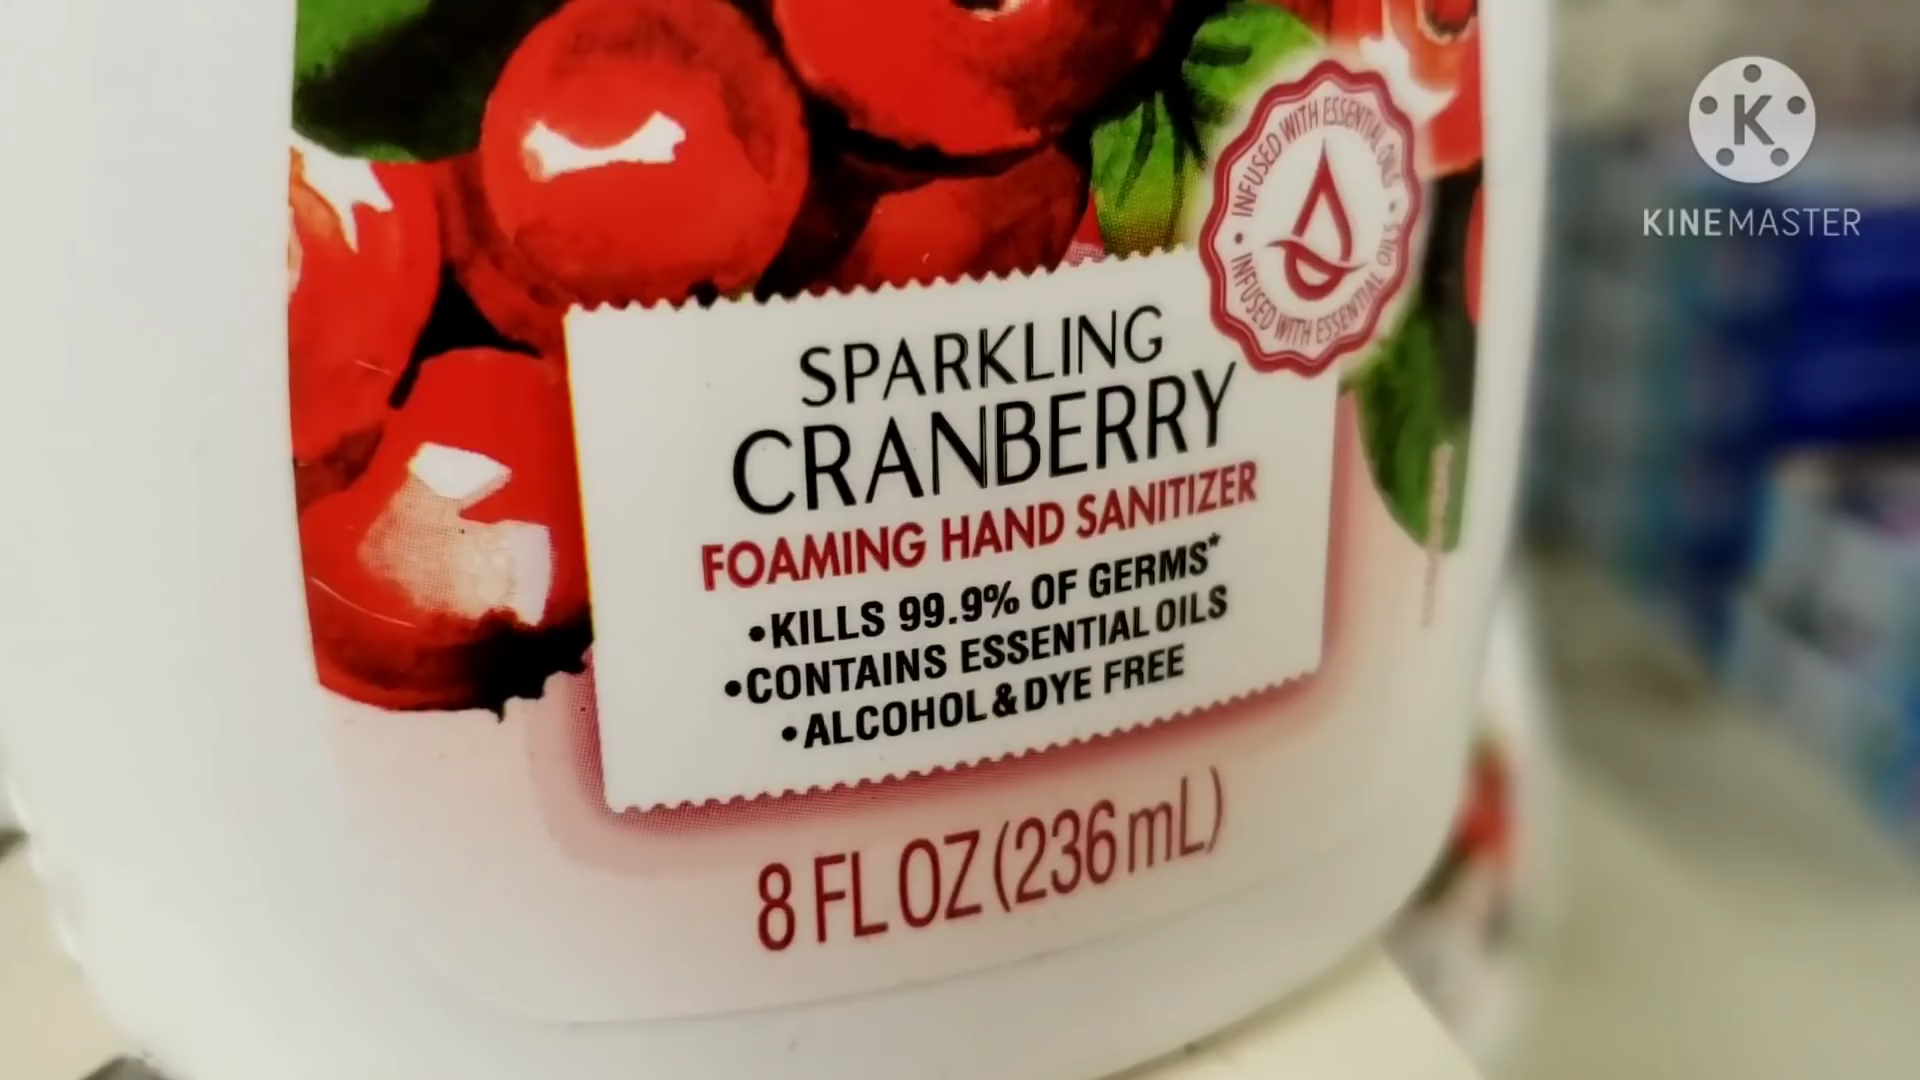 INFUSED WITH ESSENTIAL OILS •
• INFUSED WITH ESSENTIAL OILS
K
KINEMASTER
SPARKLING
CRANBERRY
FOAMING HAND SANITIZER
•KILLS 99.9% OF GERMS*
•CONTAINS ESSENTIAL OILS
•ALCOHOL & DYE FREE
8 FL OZ (236 mL)